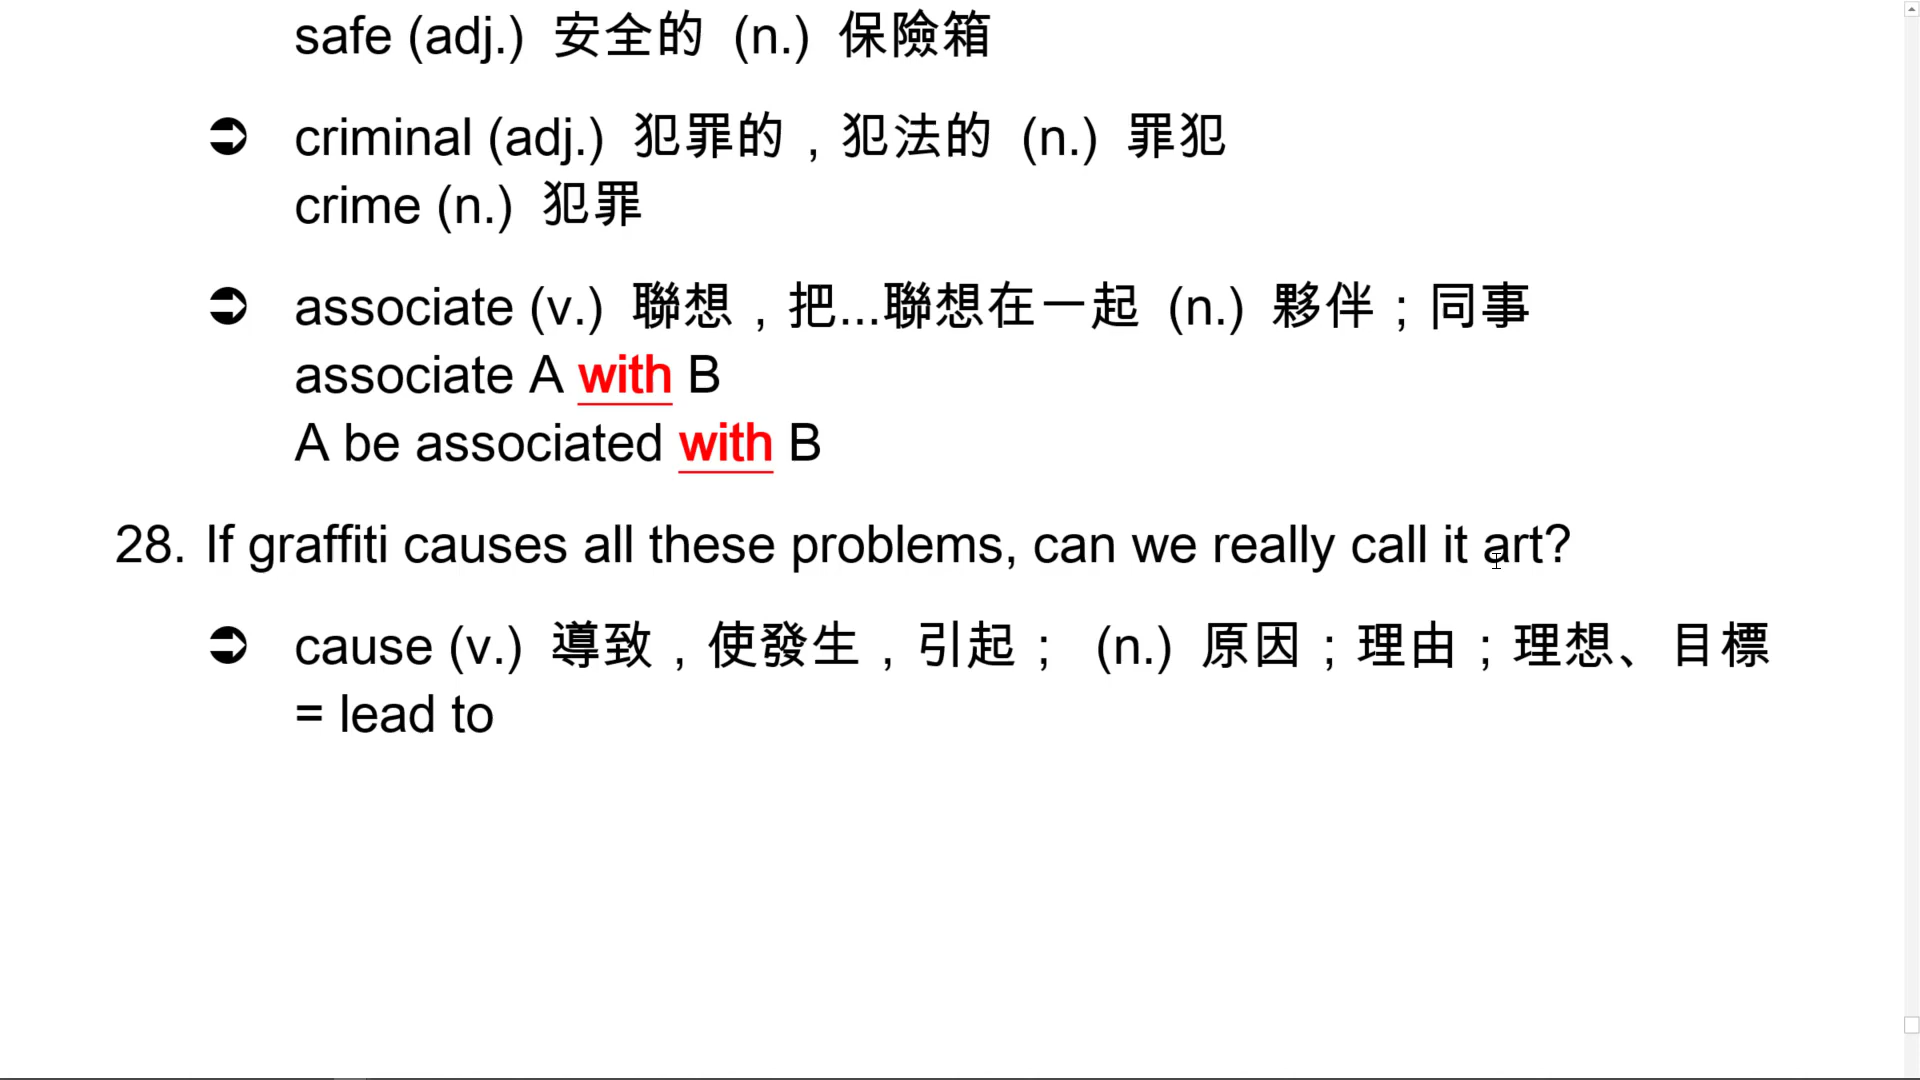 safe (adj.) 安全的 (n.) 保險箱
➲ criminal (adj.) 犯罪的，犯法的 (n.) 罪犯
crime (n.) 犯罪
➲ associate (v.) 聯想，把...聯想在一起 (n.) 夥伴；同事
associate A with B
A be associated with B
28. If graffiti causes all these problems, can we really call it art?
➲ cause (v.) 導致，使發生，引起； (n.) 原因；理由；理想、目標
= lead to